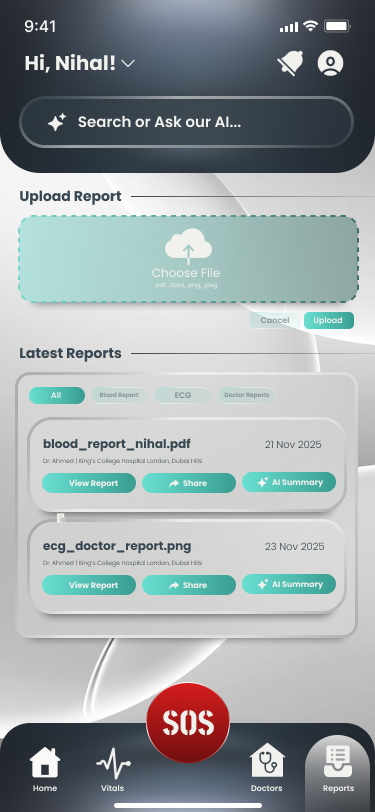 9:41
Hi, Nihal!
Search or Ask our AI...
Upload Report
Choose File
.pdf, .docx, .png, .jpeg
Cancel Upload
Latest Reports
All Blood Report ECG Doctor Reports
blood_report_nihal.pdf 21 Nov 2025
Dr. Ahmed | King's College Hospital London, Dubai Hills
View Report Share AI Summary
ecg_doctor_report.png 23 Nov 2025
Dr. Ahmed | King's College Hospital London, Dubai Hills
View Report Share AI Summary
SOS
Home Vitals Doctors Reports